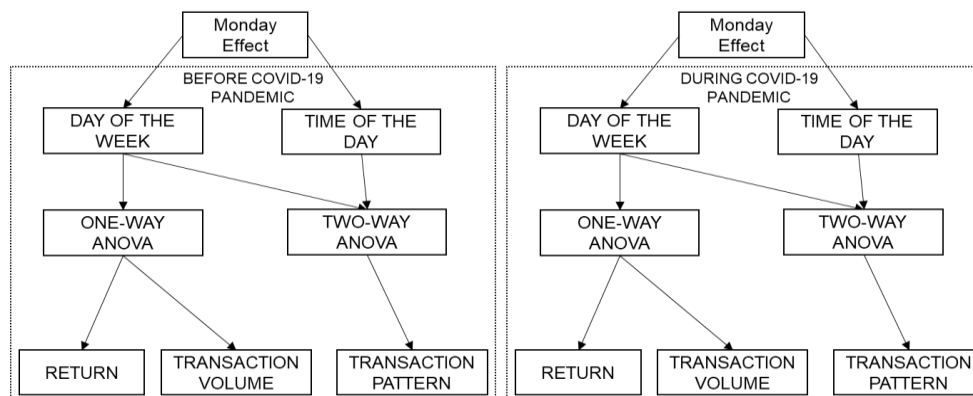 Monday
Effect
BEFORE COVID-19
PANDEMIC
DAY OF THE
WEEK
TIME OF THE
DAY
ONE-WAY
ANOVA
TWO-WAY
ANOVA
RETURN
TRANSACTION
VOLUME
TRANSACTION
PATTERN
Monday
Effect
DURING COVID-19
PANDEMIC
DAY OF THE
WEEK
TIME OF THE
DAY
ONE-WAY
ANOVA
TWO-WAY
ANOVA
RETURN
TRANSACTION
VOLUME
TRANSACTION
PATTERN